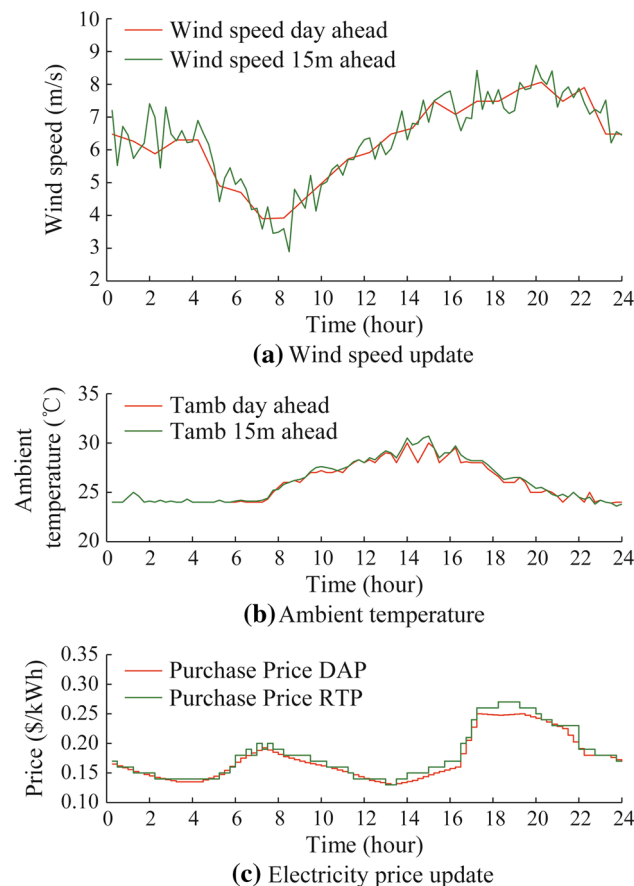 10
9
8
7
6
5
4
3
2
Wind speed (m/s)
Wind speed day ahead
Wind speed 15m ahead
0 2 4 6 8 10 12 14 16 18 20 22 24
Time (hour)
(a) Wind speed update
35
30
25
20
Ambient
temperature (℃)
Tamb day ahead
Tamb 15m ahead
0 2 4 6 8 10 12 14 16 18 20 22 24
Time (hour)
(b) Ambient temperature
0.35
0.30
0.25
0.20
0.15
0.10
Price ($/kWh)
Purchase Price DAP
Purchase Price RTP
0 2 4 6 8 10 12 14 16 18 20 22 24
Time (hour)
(c) Electricity price update